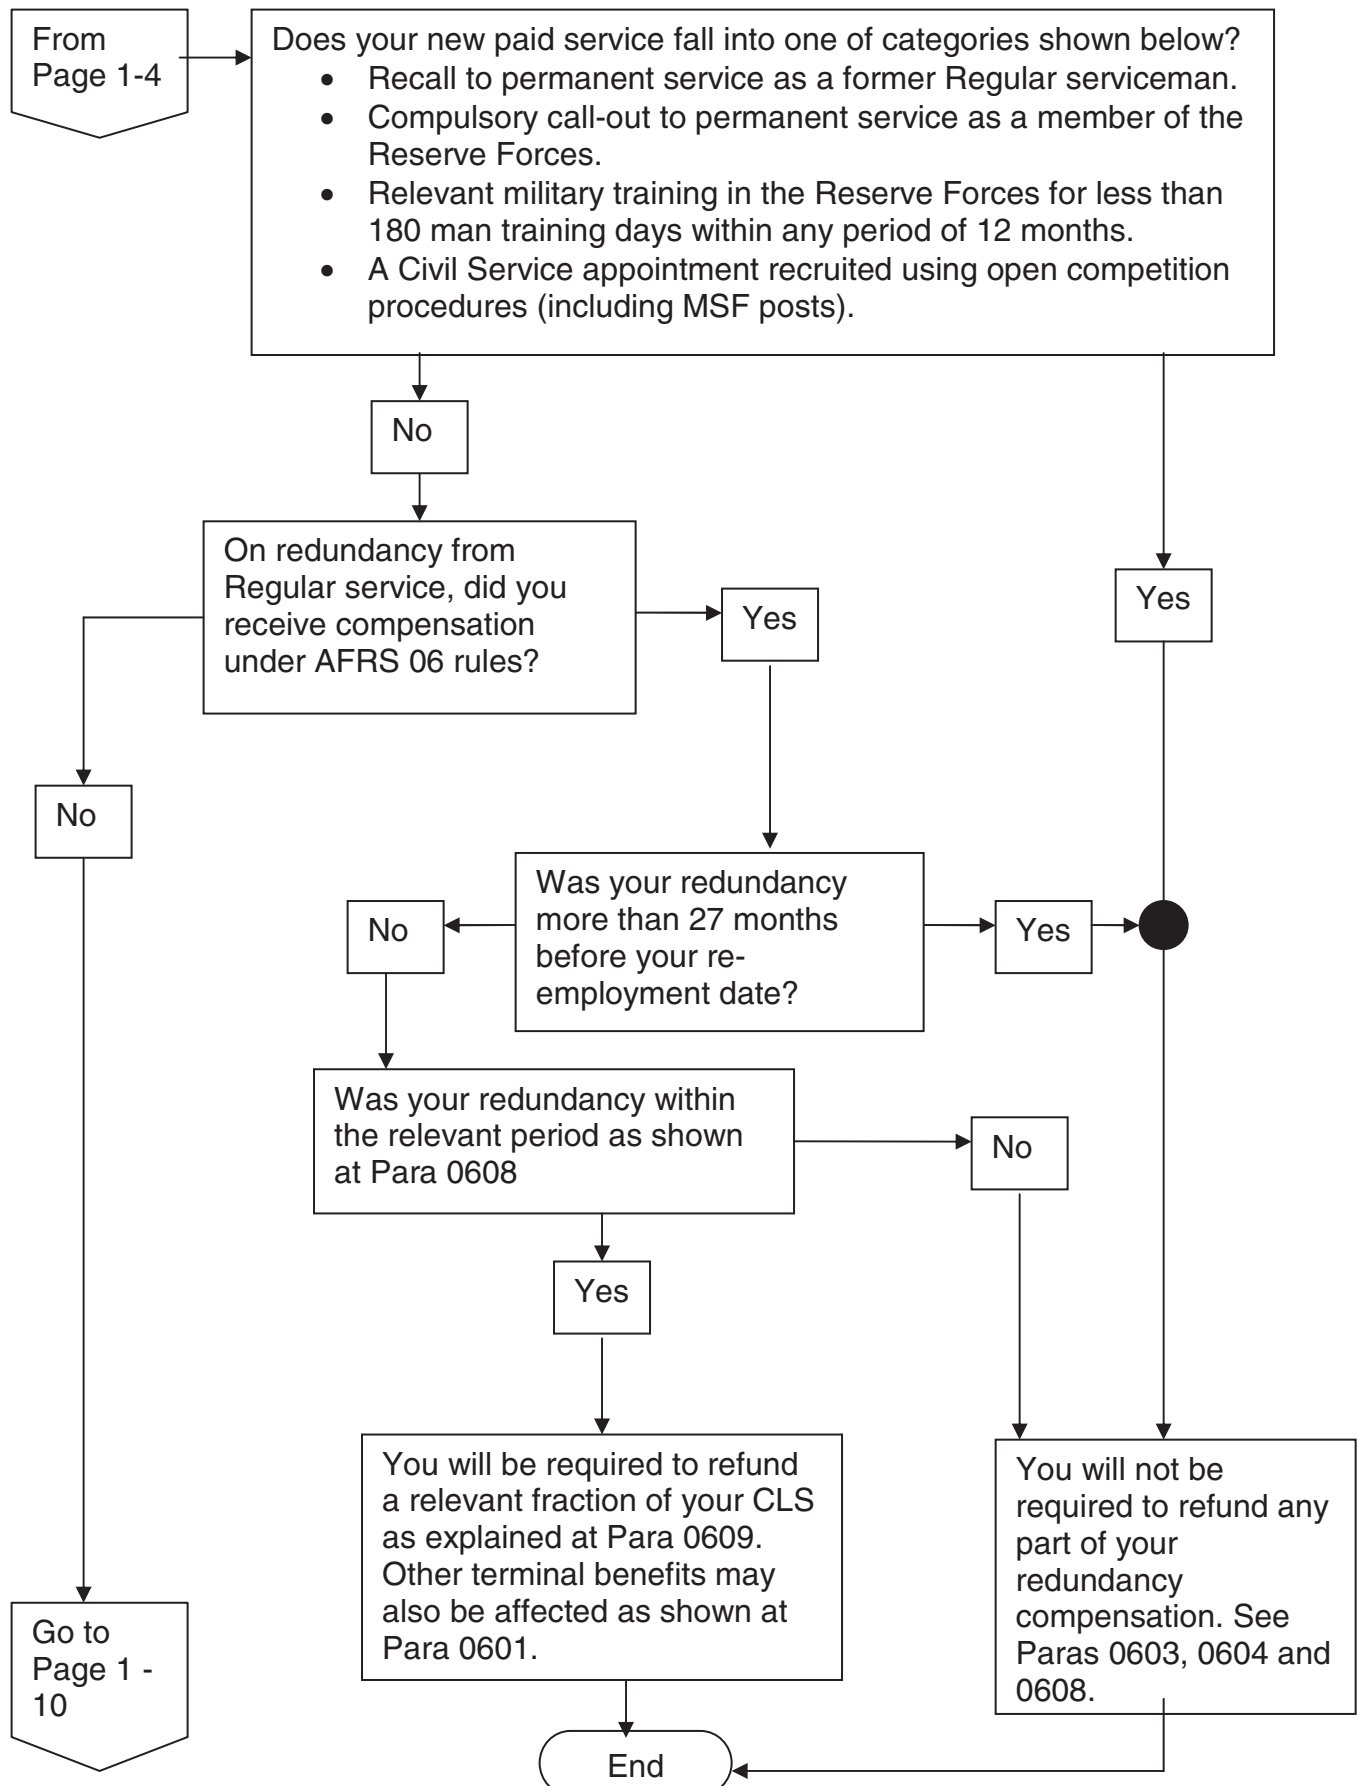 From
Page 1-4
Does your new paid service fall into one of categories shown below?
• Recall to permanent service as a former Regular serviceman.
• Compulsory call-out to permanent service as a member of the
Reserve Forces.
• Relevant military training in the Reserve Forces for less than
180 man training days within any period of 12 months.
• A Civil Service appointment recruited using open competition
procedures (including MSF posts).
No
On redundancy from
Regular service, did you
receive compensation
under AFRS 06 rules?
Yes
Yes
No
Was your redundancy
more than 27 months
before your re-
employment date?
No
Yes
Was your redundancy within
the relevant period as shown
at Para 0608
No
Yes
You will be required to refund
a relevant fraction of your CLS
as explained at Para 0609.
Other terminal benefits may
also be affected as shown at
Para 0601.
You will not be
required to refund any
part of your
redundancy
compensation. See
Paras 0603, 0604 and
0608.
Go to
Page 1 -
10
End